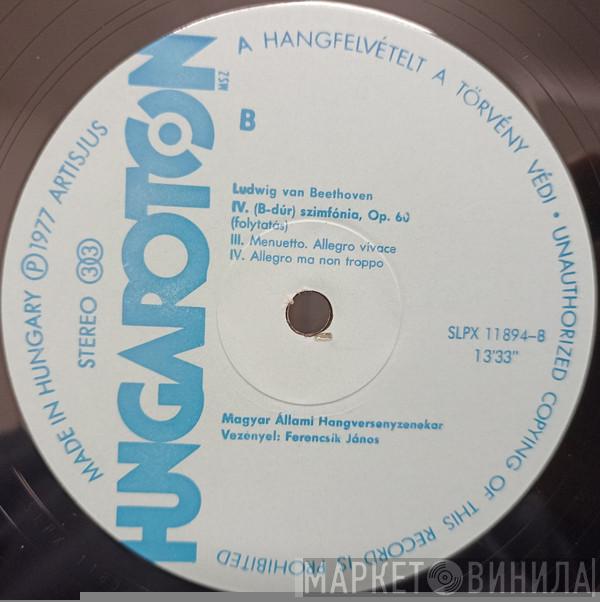 HUNGAROTON
MSZ
A HANGFELVÉTELT A TÖRVÉNY VÉDI • UNAUTHORIZED COPYING OF THIS RECORD IS PROHIBITED
MADE IN HUNGARY Ⓟ 1977 ARTISJUS
STEREO 33
B
Ludwig van Beethoven
IV. (B-dúr) szimfónia, Op. 60
(folytatás)
III. Menuetto. Allegro vivace
IV. Allegro ma non troppo
SLPX 11894–B
13'33"
Magyar Állami Hangversenyzenekar
Vezényel: Ferencsik János
МАРКЕТ ВИНИЛА!